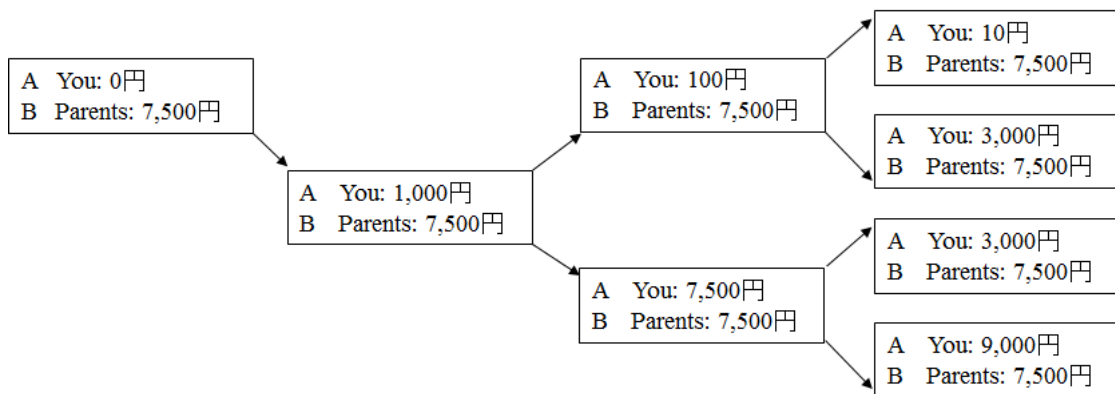 A You: 0円
B Parents: 7,500円
A You: 1,000円
B Parents: 7,500円
A You: 100円
B Parents: 7,500円
A You: 7,500円
B Parents: 7,500円
A You: 10円
B Parents: 7,500円
A You: 3,000円
B Parents: 7,500円
A You: 3,000円
B Parents: 7,500円
A You: 9,000円
B Parents: 7,500円